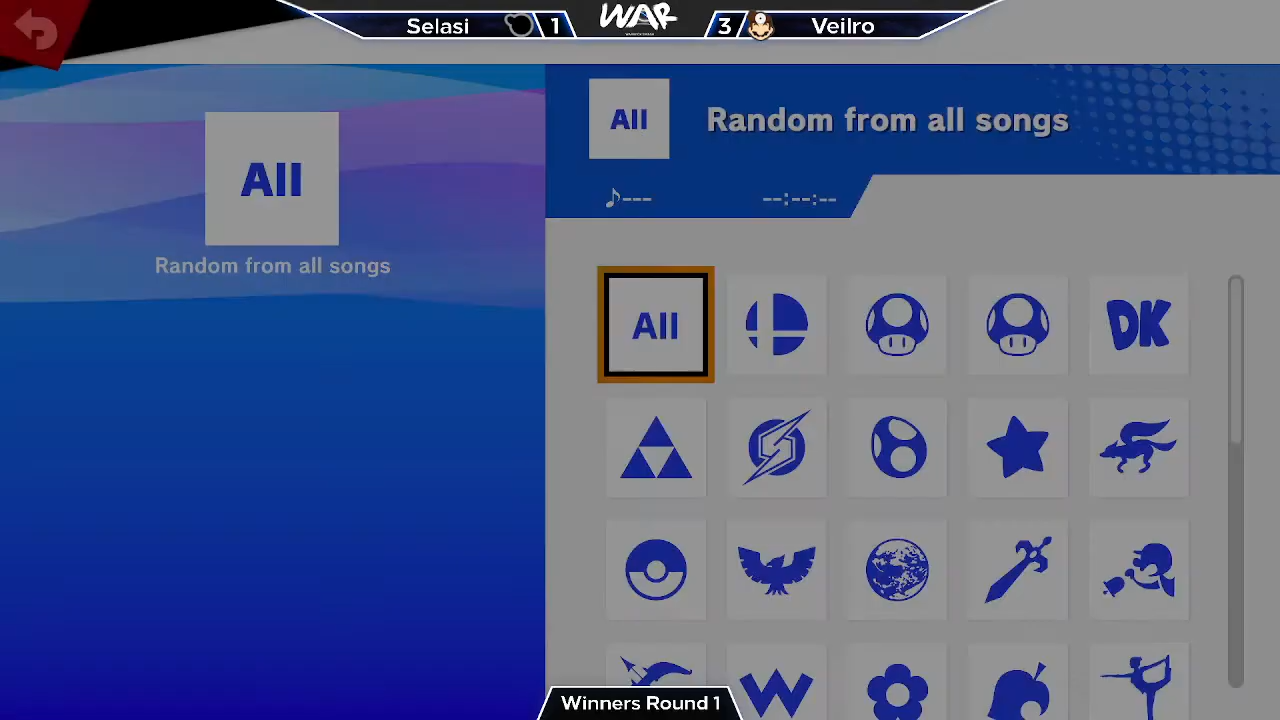 Selasi 1 WAR 3 Veilro
All
Random from all songs
All
Random from all songs
♪--- --:--:--
All
DK
Winners Round 1